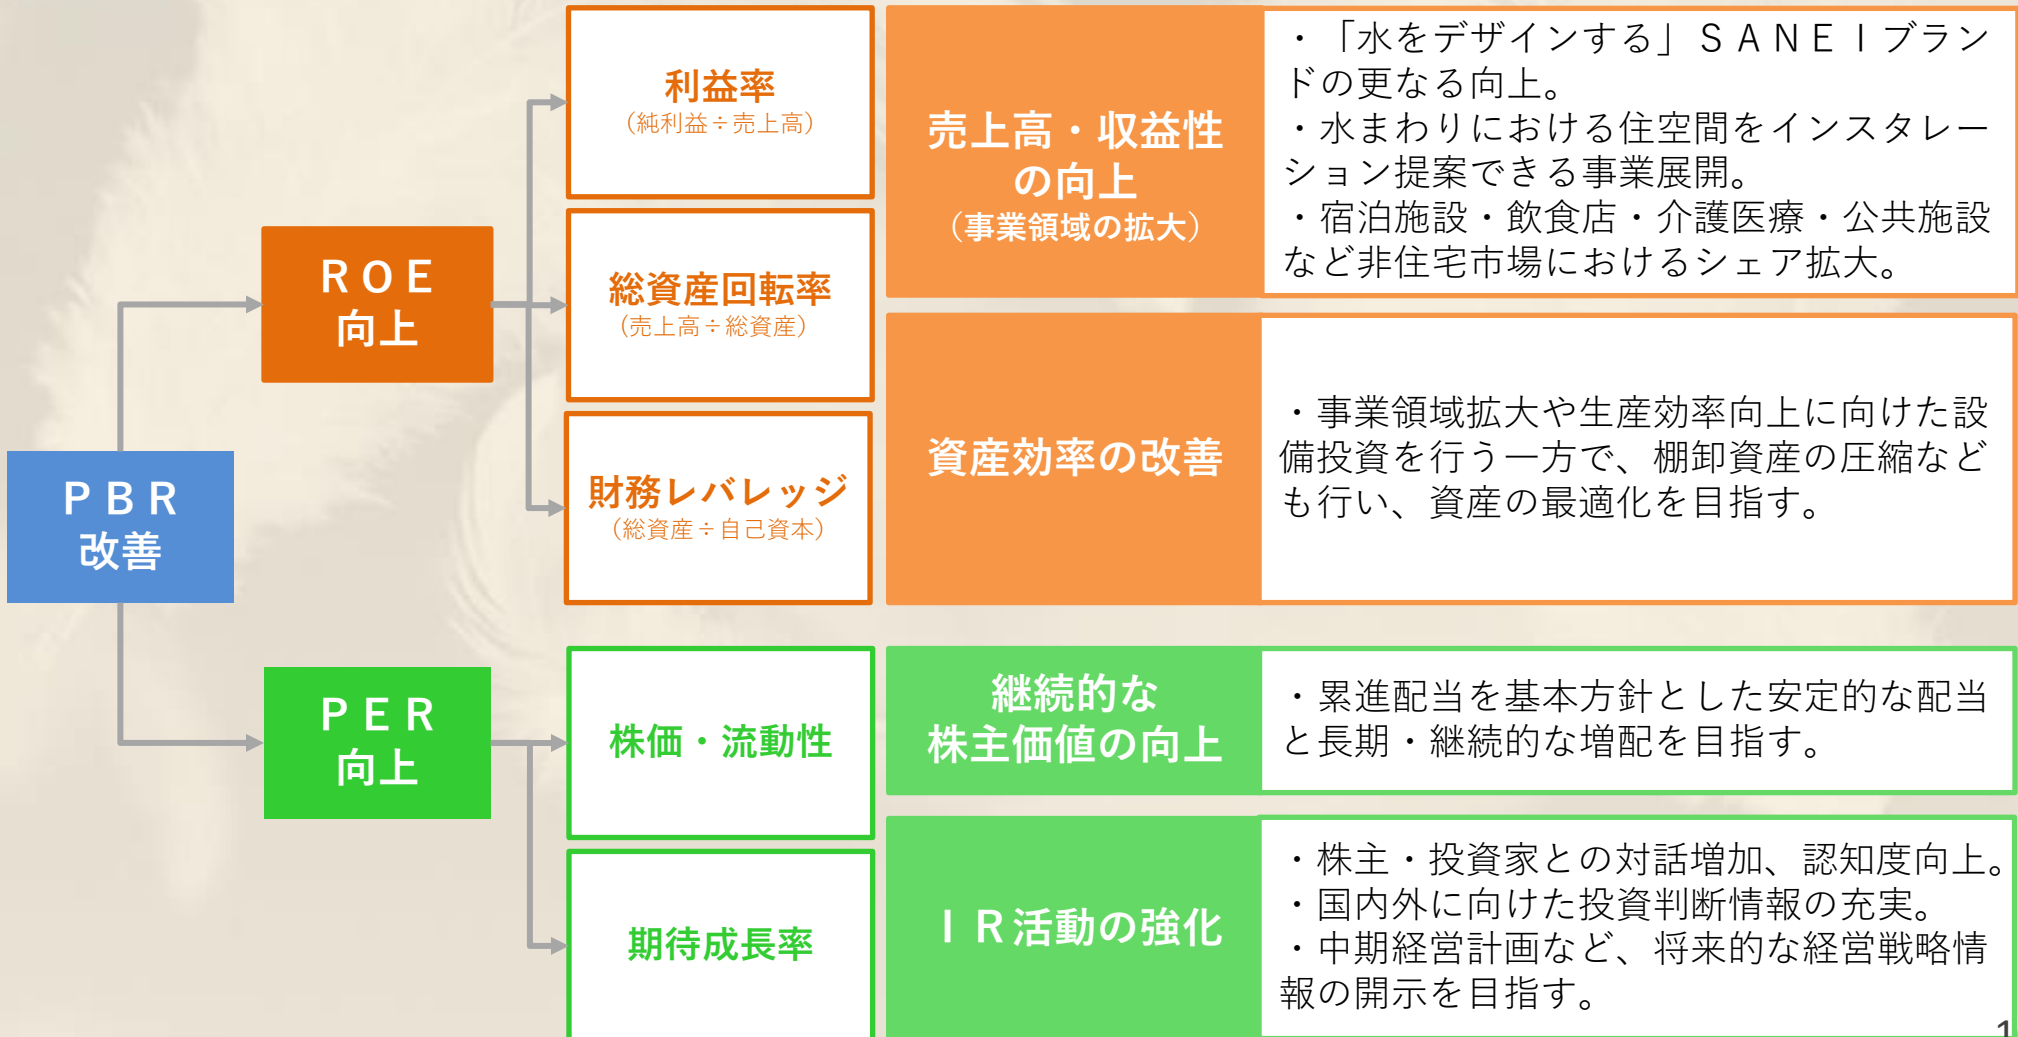 PBR
改善
ROE
向上
利益率
（純利益÷売上高）
総資産回転率
（売上高÷総資産）
財務レバレッジ
（総資産÷自己資本）
売上高・収益性
の向上
（事業領域の拡大）
・「水をデザインする」ＳＡＮＥＩブラン
ドの更なる向上。
・水まわりにおける住空間をインスタレー
ション提案できる事業展開。
・宿泊施設・飲食店・介護医療・公共施設
など非住宅市場におけるシェア拡大。
資産効率の改善
・事業領域拡大や生産効率向上に向けた設
備投資を行う一方で、棚卸資産の圧縮など
も行い、資産の最適化を目指す。
PER
向上
株価・流動性
期待成長率
継続的な
株主価値の向上
・累進配当を基本方針とした安定的な配当
と長期・継続的な増配を目指す。
ＩＲ活動の強化
・株主・投資家との対話増加、認知度向上。
・国内外に向けた投資判断情報の充実。
・中期経営計画など、将来的な経営戦略情
報の開示を目指す。